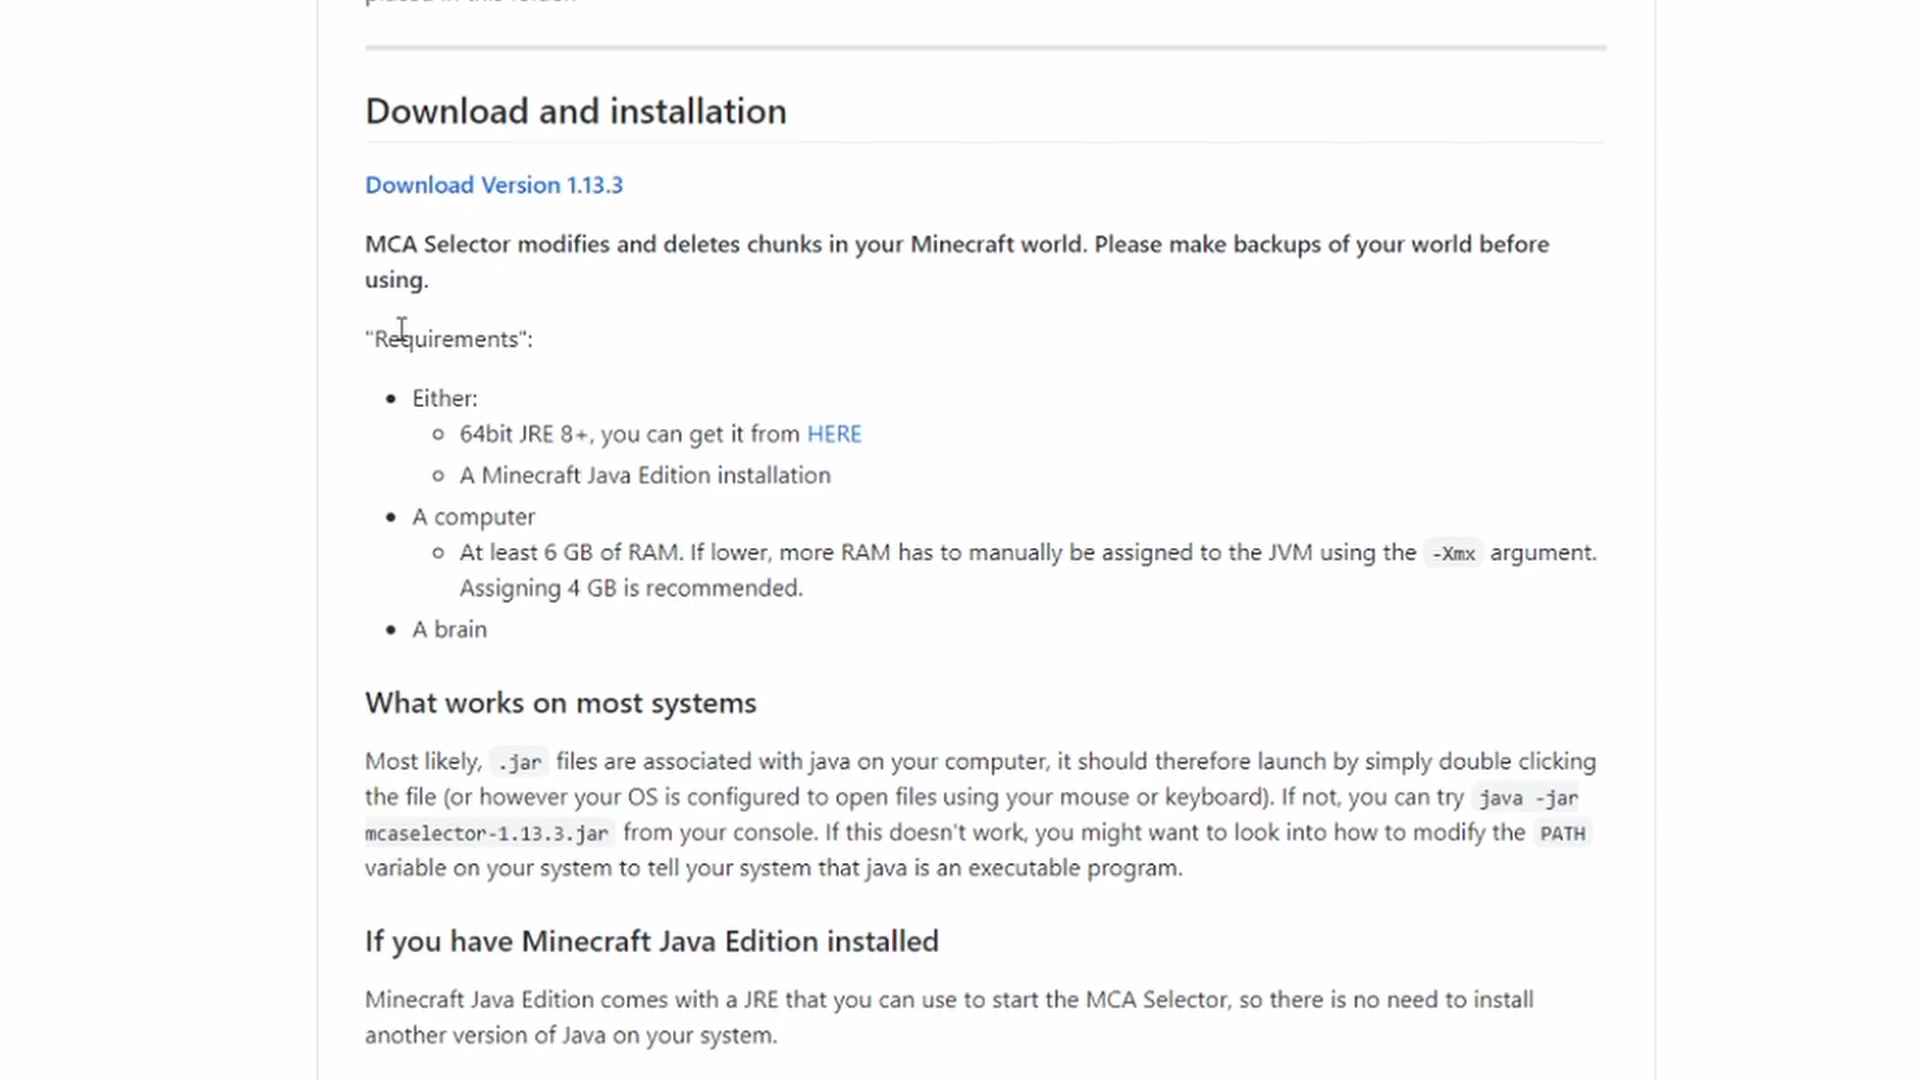 Download and installation
Download Version 1.13.3
MCA Selector modifies and deletes chunks in your Minecraft world. Please make backups of your world before
using.
"Requirements":
Either:
64bit JRE 8+, you can get it from HERE
A Minecraft Java Edition installation
A computer
At least 6 GB of RAM. If lower, more RAM has to manually be assigned to the JVM using the -Xmx argument.
Assigning 4 GB is recommended.
A brain
What works on most systems
Most likely, .jar files are associated with java on your computer, it should therefore launch by simply double clicking
the file (or however your OS is configured to open files using your mouse or keyboard). If not, you can try java -jar
mcaselector-1.13.3.jar from your console. If this doesn't work, you might want to look into how to modify the PATH
variable on your system to tell your system that java is an executable program.
If you have Minecraft Java Edition installed
Minecraft Java Edition comes with a JRE that you can use to start the MCA Selector, so there is no need to install
another version of Java on your system.